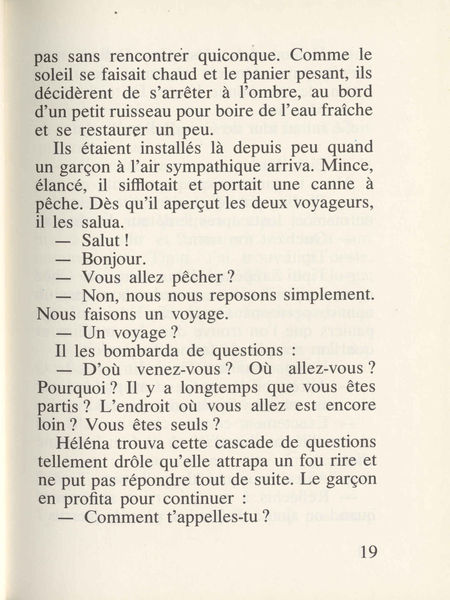 pas sans rencontrer quiconque. Comme le
soleil se faisait chaud et le panier pesant, ils
décidèrent de s'arrêter à l'ombre, au bord
d'un petit ruisseau pour boire de l'eau fraîche
et se restaurer un peu.
Ils étaient installés là depuis peu quand
un garçon à l'air sympathique arriva. Mince,
élancé, il sifflotait et portait une canne à
pêche. Dès qu'il aperçut les deux voyageurs,
il les salua.
— Salut !
— Bonjour.
— Vous allez pêcher ?
— Non, nous nous reposons simplement.
Nous faisons un voyage.
— Un voyage ?
Il les bombarda de questions :
— D'où venez-vous ? Où allez-vous ?
Pourquoi ? Il y a longtemps que vous êtes
partis ? L'endroit où vous allez est encore
loin ? Vous êtes seuls ?
Héléna trouva cette cascade de questions
tellement drôle qu'elle attrapa un fou rire et
ne put pas répondre tout de suite. Le garçon
en profita pour continuer :
— Comment t'appelles-tu ?
19